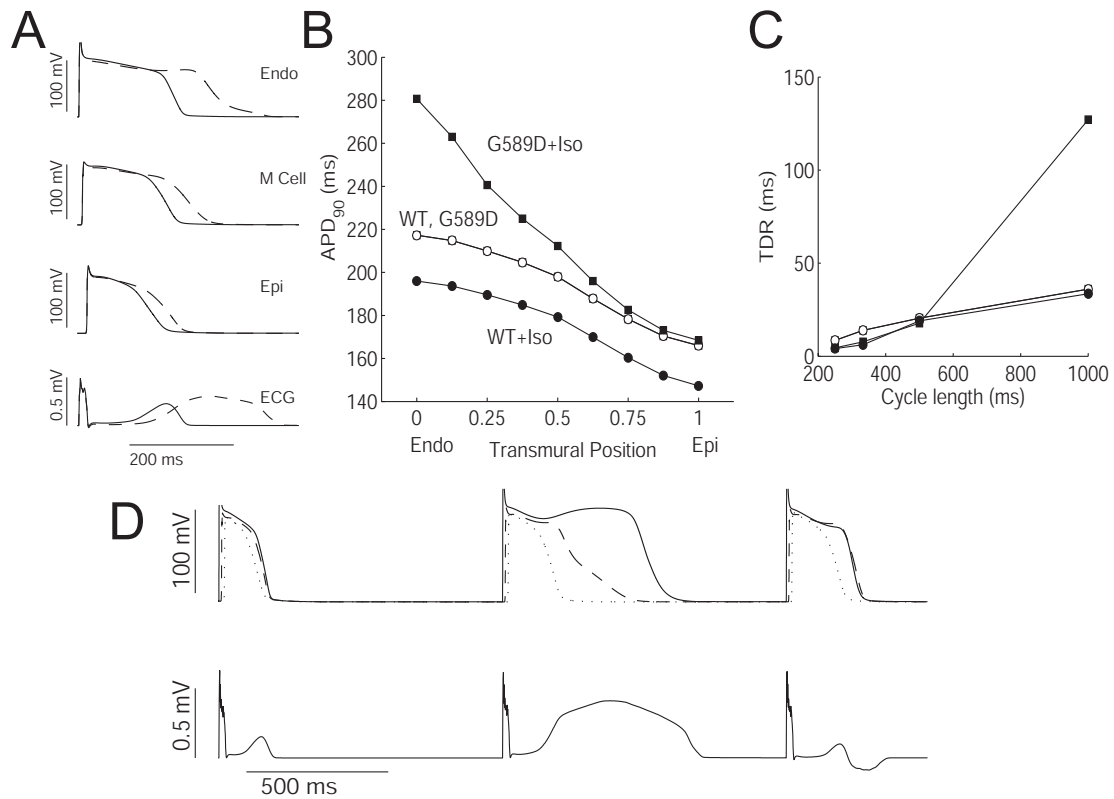 A
100 mV
Endo
100 mV
M Cell
100 mV
Epi
0.5 mV
ECG
200 ms
B
APD90 (ms)
300
280
260
240
220
200
180
160
140
G589D+Iso
WT, G589D
WT+Iso
0 0.25 0.5 0.75 1
Endo Transmural Position Epi
C
TDR (ms)
150
100
50
0
200 400 600 800 1000
Cycle length (ms)
D
100 mV
0.5 mV
500 ms